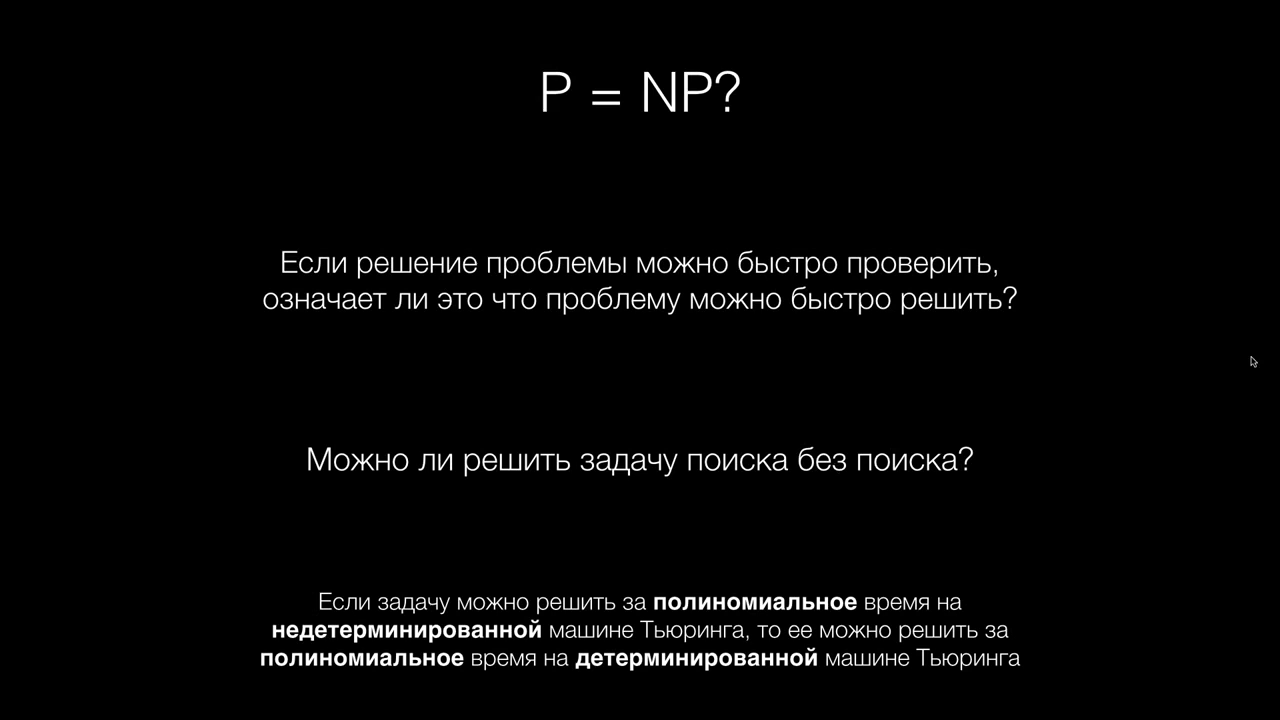 P = NP?
Если решение проблемы можно быстро проверить,
означает ли это что проблему можно быстро решить?
Можно ли решить задачу поиска без поиска?
Если задачу можно решить за полиномиальное время на
недетерминированной машине Тьюринга, то ее можно решить за
полиномиальное время на детерминированной машине Тьюринга